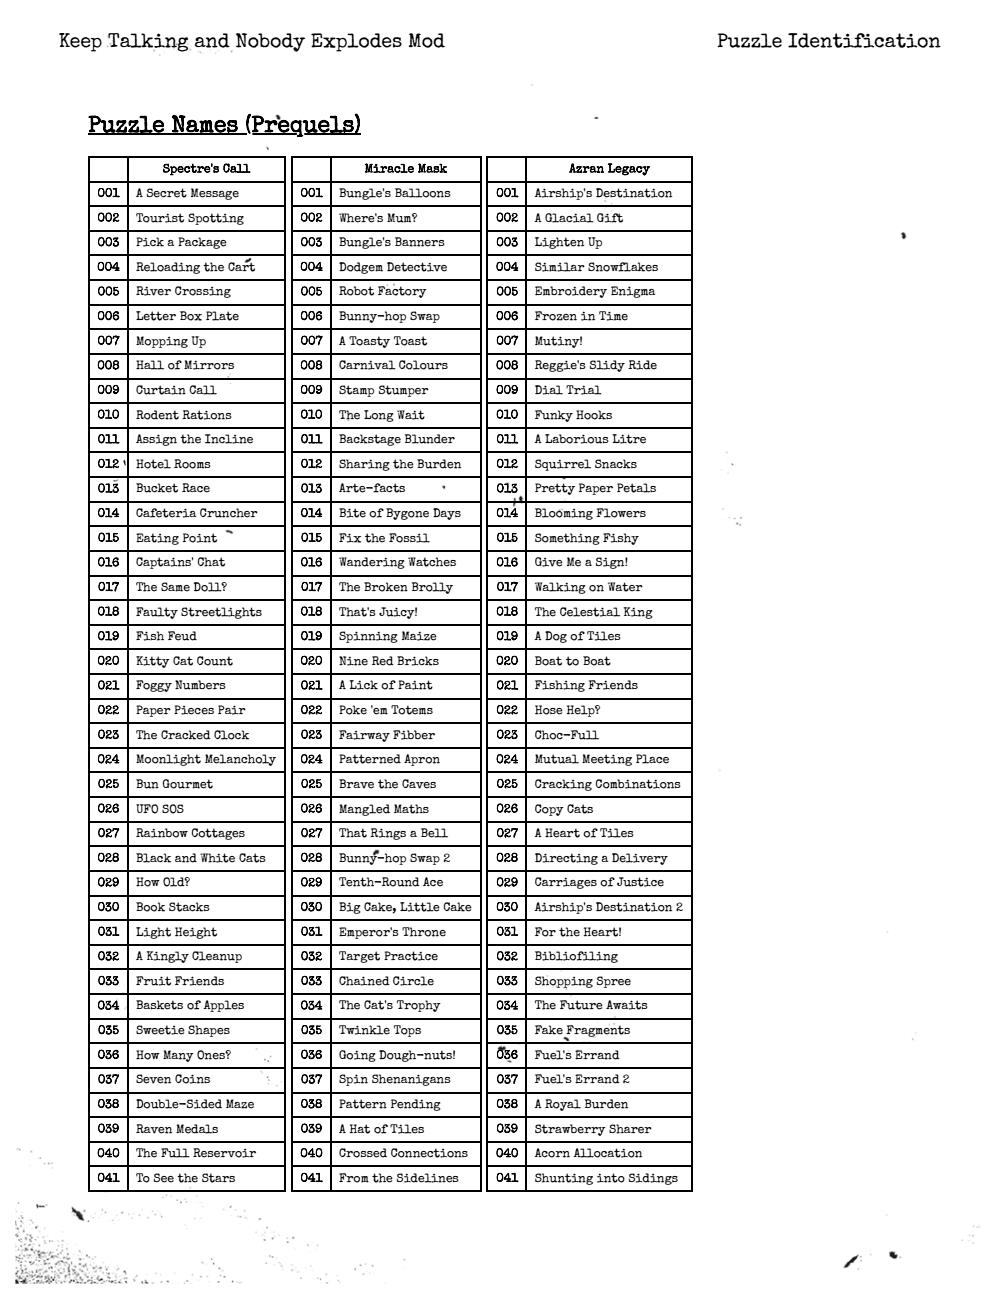 Keep Talking and Nobody Explodes Mod Puzzle Identification
Puzzle Names (Prequels)
Spectre's Call Miracle Mask Azran Legacy
001 A Secret Message 001 Bungle's Balloons 001 Airship's Destination
002 Tourist Spotting 002 Where's Mum? 002 A Glacial Gift
003 Pick a Package 003 Bungle's Banners 003 Lighten Up
004 Reloading the Cart 004 Dodgem Detective 004 Similar Snowflakes
005 River Crossing 005 Robot Factory 005 Embroidery Enigma
006 Letter Box Plate 006 Bunny-hop Swap 006 Frozen in Time
007 Mopping Up 007 A Toasty Toast 007 Mutiny!
008 Hall of Mirrors 008 Carnival Colours 008 Reggie's Slidy Ride
009 Curtain Call 009 Stamp Stumper 009 Dial Trial
010 Rodent Rations 010 The Long Wait 010 Funky Hooks
011 Assign the Incline 011 Backstage Blunder 011 A Laborious Litre
012 Hotel Rooms 012 Sharing the Burden 012 Squirrel Snacks
013 Bucket Race 013 Arte-facts 013 Pretty Paper Petals
014 Cafeteria Cruncher 014 Bite of Bygone Days 014 Blooming Flowers
015 Eating Point 015 Fix the Fossil 015 Something Fishy
016 Captains' Chat 016 Wandering Watches 016 Give Me a Sign!
017 The Same Doll? 017 The Broken Brolly 017 Walking on Water
018 Faulty Streetlights 018 That's Juicy! 018 The Celestial King
019 Fish Feud 019 Spinning Maize 019 A Dog of Tiles
020 Kitty Cat Count 020 Nine Red Bricks 020 Boat to Boat
021 Foggy Numbers 021 A Lick of Paint 021 Fishing Friends
022 Paper Pieces Pair 022 Poke 'em Totems 022 Hose Help?
023 The Cracked Clock 023 Fairway Fibber 023 Choc-Full
024 Moonlight Melancholy 024 Patterned Apron 024 Mutual Meeting Place
025 Bun Gourmet 025 Brave the Caves 025 Cracking Combinations
026 UFO SOS 026 Mangled Maths 026 Copy Cats
027 Rainbow Cottages 027 That Rings a Bell 027 A Heart of Tiles
028 Black and White Cats 028 Bunny-hop Swap 2 028 Directing a Delivery
029 How Old? 029 Tenth-Round Ace 029 Carriages of Justice
030 Book Stacks 030 Big Cake, Little Cake 030 Airship's Destination 2
031 Light Height 031 Emperor's Throne 031 For the Heart!
032 A Kingly Cleanup 032 Target Practice 032 Bibliofiling
033 Fruit Friends 033 Chained Circle 033 Shopping Spree
034 Baskets of Apples 034 The Cat's Trophy 034 The Future Awaits
035 Sweetie Shapes 035 Twinkle Tops 035 Fake Fragments
036 How Many Ones? 036 Going Dough-nuts! 036 Fuel's Errand
037 Seven Coins 037 Spin Shenanigans 037 Fuel's Errand 2
038 Double-Sided Maze 038 Pattern Pending 038 A Royal Burden
039 Raven Medals 039 A Hat of Tiles 039 Strawberry Sharer
040 The Full Reservoir 040 Crossed Connections 040 Acorn Allocation
041 To See the Stars 041 From the Sidelines 041 Shunting into Sidings